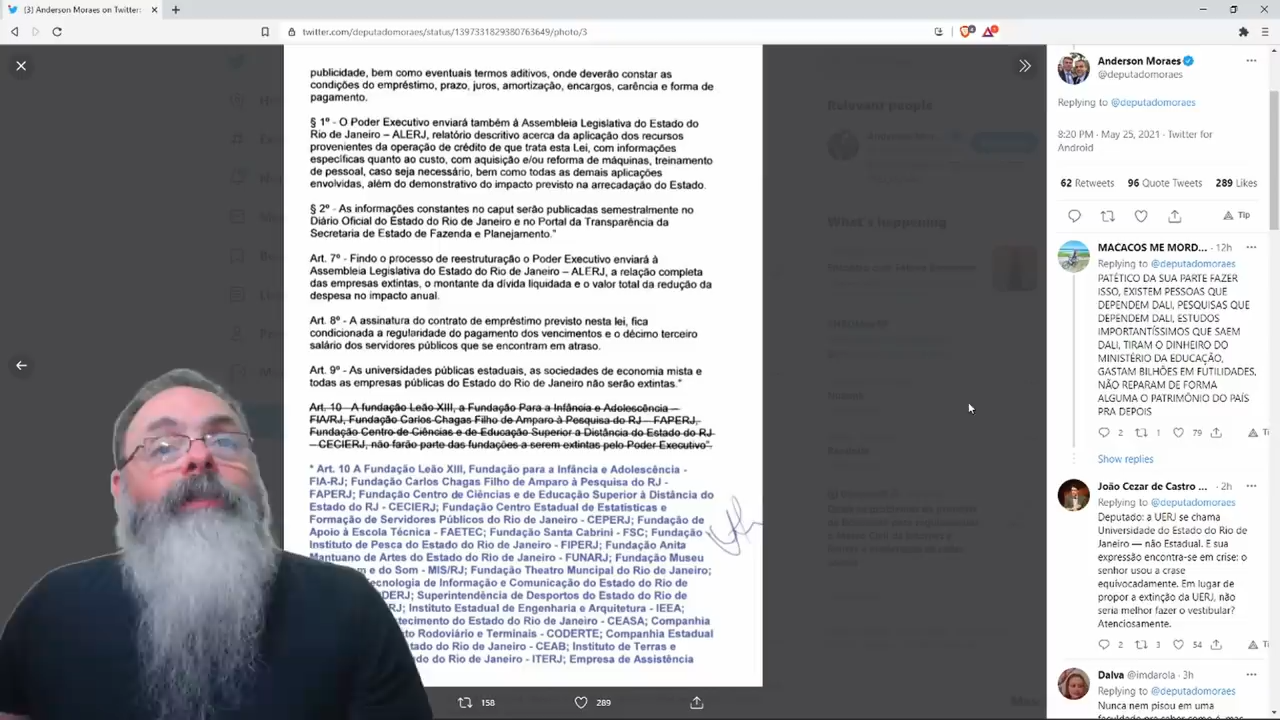 (3) Anderson Moraes on Twitter:
twitter.com/deputadomoraes/status/1397331829380763649/photo/3
publicidade, bem como eventuais termos aditivos, onde deverão constar as
condições do empréstimo, prazo, juros, amortização, encargos, carência e forma de
pagamento.
§ 1º - O Poder Executivo enviará também à Assembleia Legislativa do Estado do
Rio de Janeiro – ALERJ, relatório descritivo acerca da aplicação dos recursos
provenientes da operação de crédito de que trata esta Lei, com informações
específicas quanto ao custo, com aquisição e/ou reforma de máquinas, treinamento
de pessoal, caso seja necessário, bem como todas as demais aplicações
envolvidas, além do demonstrativo do impacto previsto na arrecadação do Estado.
§ 2º - As informações constantes no caput serão publicadas semestralmente no
Diário Oficial do Estado do Rio de Janeiro e no Portal da Transparência da
Secretaria de Estado de Fazenda e Planejamento."
Art. 7º - Findo o processo de reestruturação o Poder Executivo enviará à
Assembleia Legislativa do Estado do Rio de Janeiro – ALERJ, a relação completa
das empresas extintas, o montante da dívida liquidada e o valor total da redução da
despesa no impacto anual.
Art. 8º - A assinatura do contrato de empréstimo previsto nesta lei, fica
condicionada a regularidade do pagamento dos vencimentos e o décimo terceiro
salário dos servidores públicos que se encontram em atraso.
Art. 9º - As universidades públicas estaduais, as sociedades de economia mista e
todas as empresas públicas do Estado do Rio de Janeiro não serão extintas."
Art. 10 - A fundação Leão XIII, a Fundação Para a Infância e Adolescência –
FIA/RJ, Fundação Carlos Chagas Filho de Amparo à Pesquisa do RJ – FAPERJ,
Fundação Centro de Ciências e de Educação Superior a Distância do Estado do RJ
– CECIERJ, não farão parte das fundações a serem extintas pelo Poder Executivo".
* Art. 10 A Fundação Leão XIII, Fundação para a Infância e Adolescência -
FIA-RJ; Fundação Carlos Chagas Filho de Amparo à Pesquisa do RJ -
FAPERJ; Fundação Centro de Ciências e de Educação Superior à Distância do
Estado do RJ - CECIERJ; Fundação Centro Estadual de Estatísticas e
Formação de Servidores Públicos do Rio de Janeiro - CEPERJ; Fundação de
Apoio à Escola Técnica - FAETEC; Fundação Santa Cabrini - FSC; Fundação
Instituto de Pesca do Estado do Rio de Janeiro - FIPERJ; Fundação Anita
Mantuano de Artes do Estado do Rio de Janeiro - FUNARJ; Fundação Museu
e do Som - MIS/RJ; Fundação Theatro Muncipal do Rio de Janeiro;
Tecnologia de Informação e Comunicação do Estado do Rio de
Superintendência de Desportos do Estado do Rio de
Instituto Estadual de Engenharia e Arquitetura - IEEA;
do Estado do Rio de Janeiro - CEASA; Companhia
Rodoviário e Terminais - CODERTE; Companhia Estadual
do Rio de Janeiro - CEAB; Instituto de Terras e
do Rio de Janeiro - ITERJ; Empresa de Assistência
158
289
Relevant people
What's happening
Anderson Moraes
@deputadomoraes
Replying to @deputadomoraes
8:20 PM · May 25, 2021 · Twitter for
Android
62 Retweets 96 Quote Tweets 289 Likes
Tip
MACACOS ME MORD... · 12h
Replying to @deputadomoraes
PATÉTICO DA SUA PARTE FAZER
ISSO, EXISTEM PESSOAS QUE
DEPENDEM DALI, PESQUISAS QUE
DEPENDEM DALI, ESTUDOS
IMPORTANTÍSSIMOS QUE SAEM
DALI, TIRAM O DINHEIRO DO
MINISTÉRIO DA EDUCAÇÃO,
GASTAM BILHÕES EM FUTILIDADES,
NÃO REPARAM DE FORMA
ALGUMA O PATRIMÔNIO DO PAÍS
PRA DEPOIS
2 1 79
Show replies
João Cezar de Castro ... · 2h
Replying to @deputadomoraes
Deputado: a UERJ se chama
Universidade do Estado do Rio de
Janeiro — não Estadual. E sua
expressão encontra-se em crise: o
senhor usou a crase
equivocadamente. Em lugar de
propor a extinção da UERJ, não
seria melhor fazer o vestibular?
Atenciosamente.
2 3 54
Dalva @imdarola · 3h
Replying to @deputadomoraes
Nunca nem pisou em uma